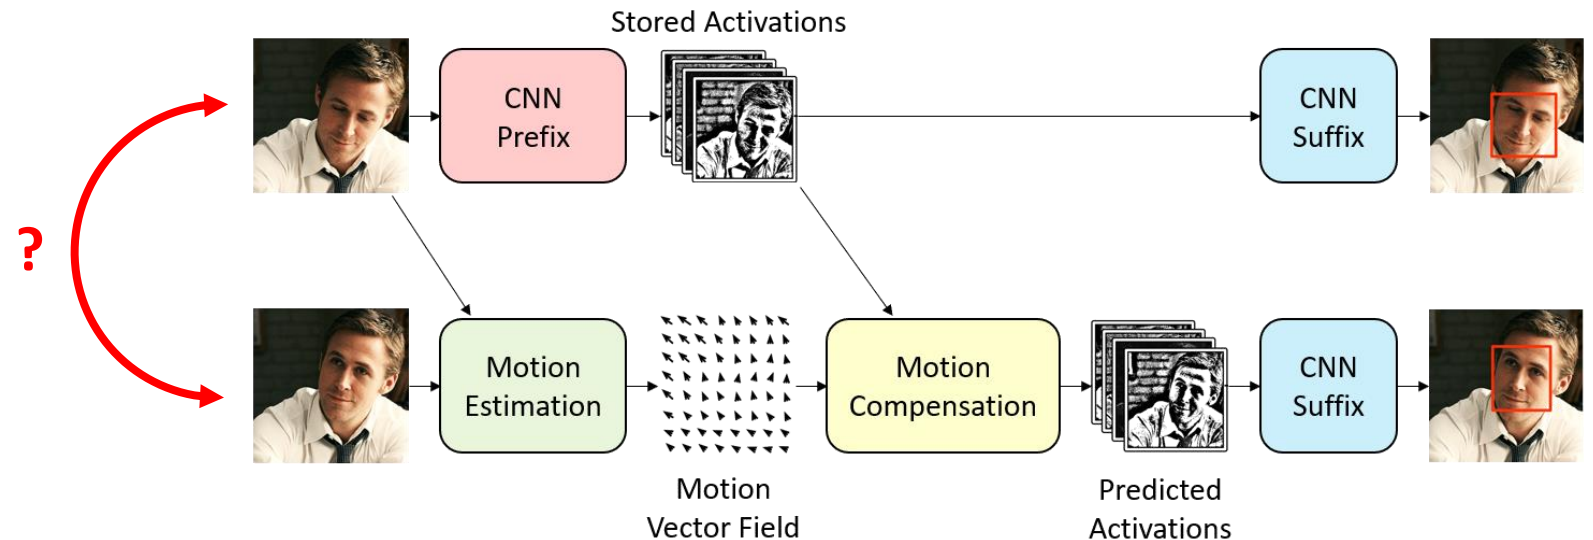 Stored Activations
CNN
Prefix
CNN
Suffix
?
Motion
Estimation
Motion
Compensation
CNN
Suffix
Motion
Vector Field
Predicted
Activations